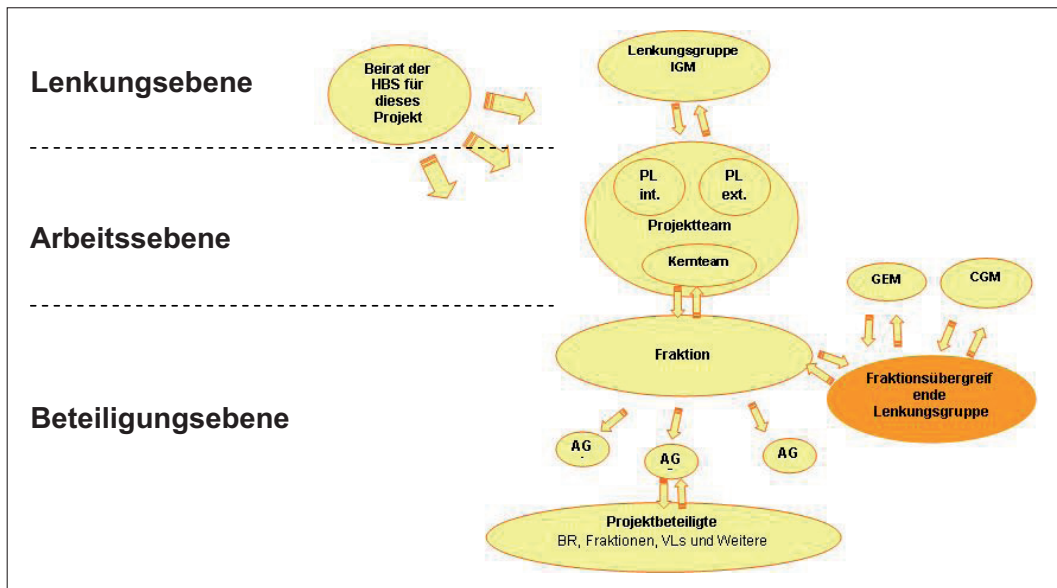 Lenkungsebene
Beirat der
HBS für
dieses
Projekt
Lenkungsgruppe
IGM
PL
int.
PL
ext.
Projektteam
Kernteam
Arbeitssebene
GEM
CGM
Fraktion
Fraktionsübergreif
ende
Lenkungsgruppe
Beteiligungsebene
AG
AG
AG
Projektbeteiligte
BR, Fraktionen, VLs und Weitere